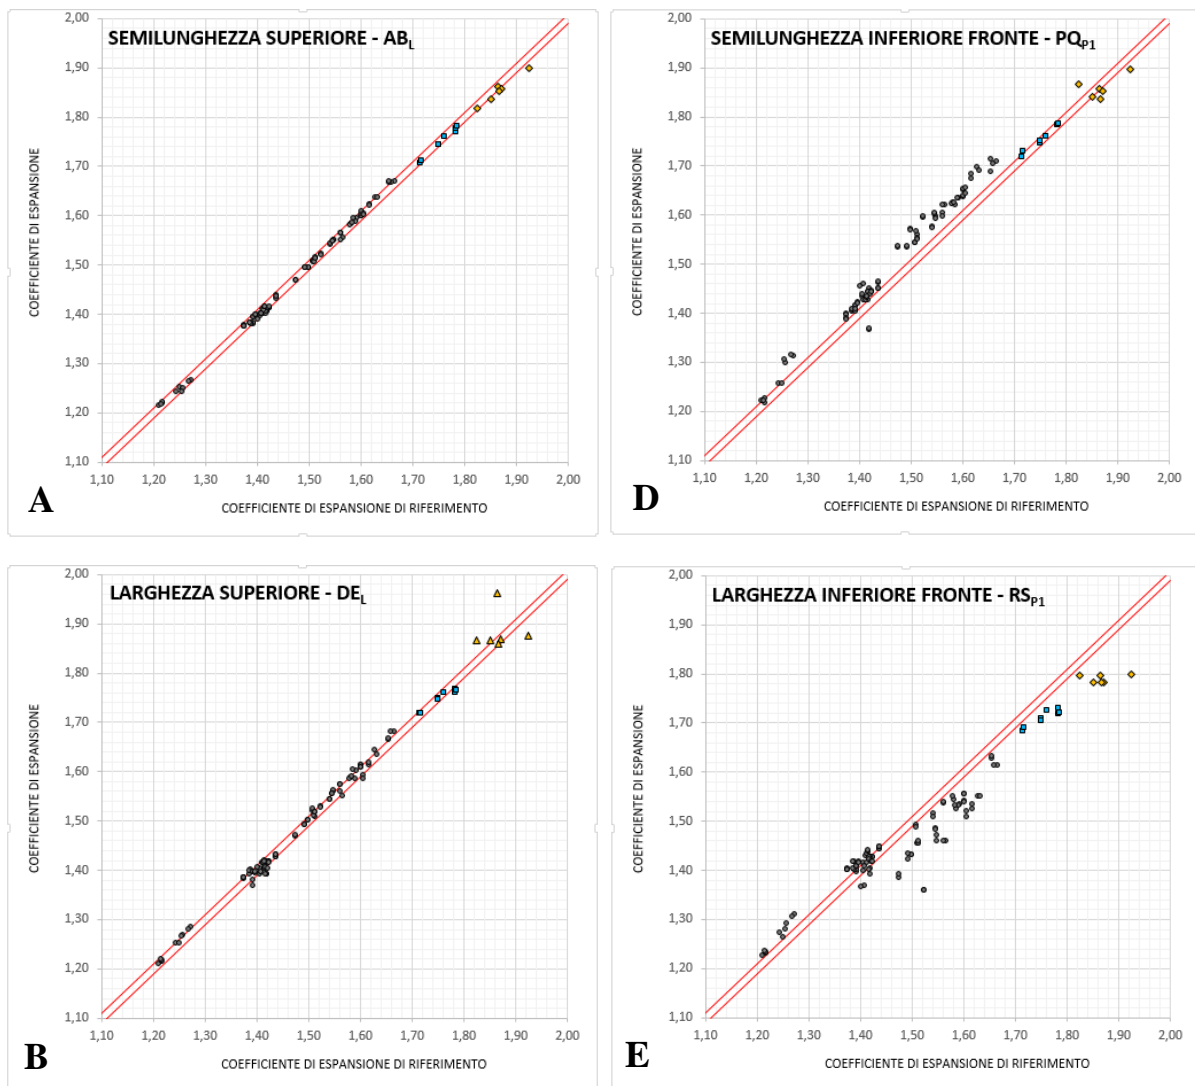 SEMILUNGHEZZA SUPERIORE - ABL
2,00
1,90
1,80
1,70
1,60
1,50
1,40
1,30
1,20
1,10
COEFFICIENTE DI ESPANSIONE
1,10 1,20 1,30 1,40 1,50 1,60 1,70 1,80 1,90 2,00
COEFFICIENTE DI ESPANSIONE DI RIFERIMENTO
A
SEMILUNGHEZZA INFERIORE FRONTE - PQP1
2,00
1,90
1,80
1,70
1,60
1,50
1,40
1,30
1,20
1,10
COEFFICIENTE DI ESPANSIONE
1,10 1,20 1,30 1,40 1,50 1,60 1,70 1,80 1,90 2,00
COEFFICIENTE DI ESPANSIONE DI RIFERIMENTO
D
LARGHEZZA SUPERIORE - DEL
2,00
1,90
1,80
1,70
1,60
1,50
1,40
1,30
1,20
1,10
COEFFICIENTE DI ESPANSIONE
1,10 1,20 1,30 1,40 1,50 1,60 1,70 1,80 1,90 2,00
COEFFICIENTE DI ESPANSIONE DI RIFERIMENTO
B
LARGHEZZA INFERIORE FRONTE - RSP1
2,00
1,90
1,80
1,70
1,60
1,50
1,40
1,30
1,20
1,10
COEFFICIENTE DI ESPANSIONE
1,10 1,20 1,30 1,40 1,50 1,60 1,70 1,80 1,90 2,00
COEFFICIENTE DI ESPANSIONE DI RIFERIMENTO
E